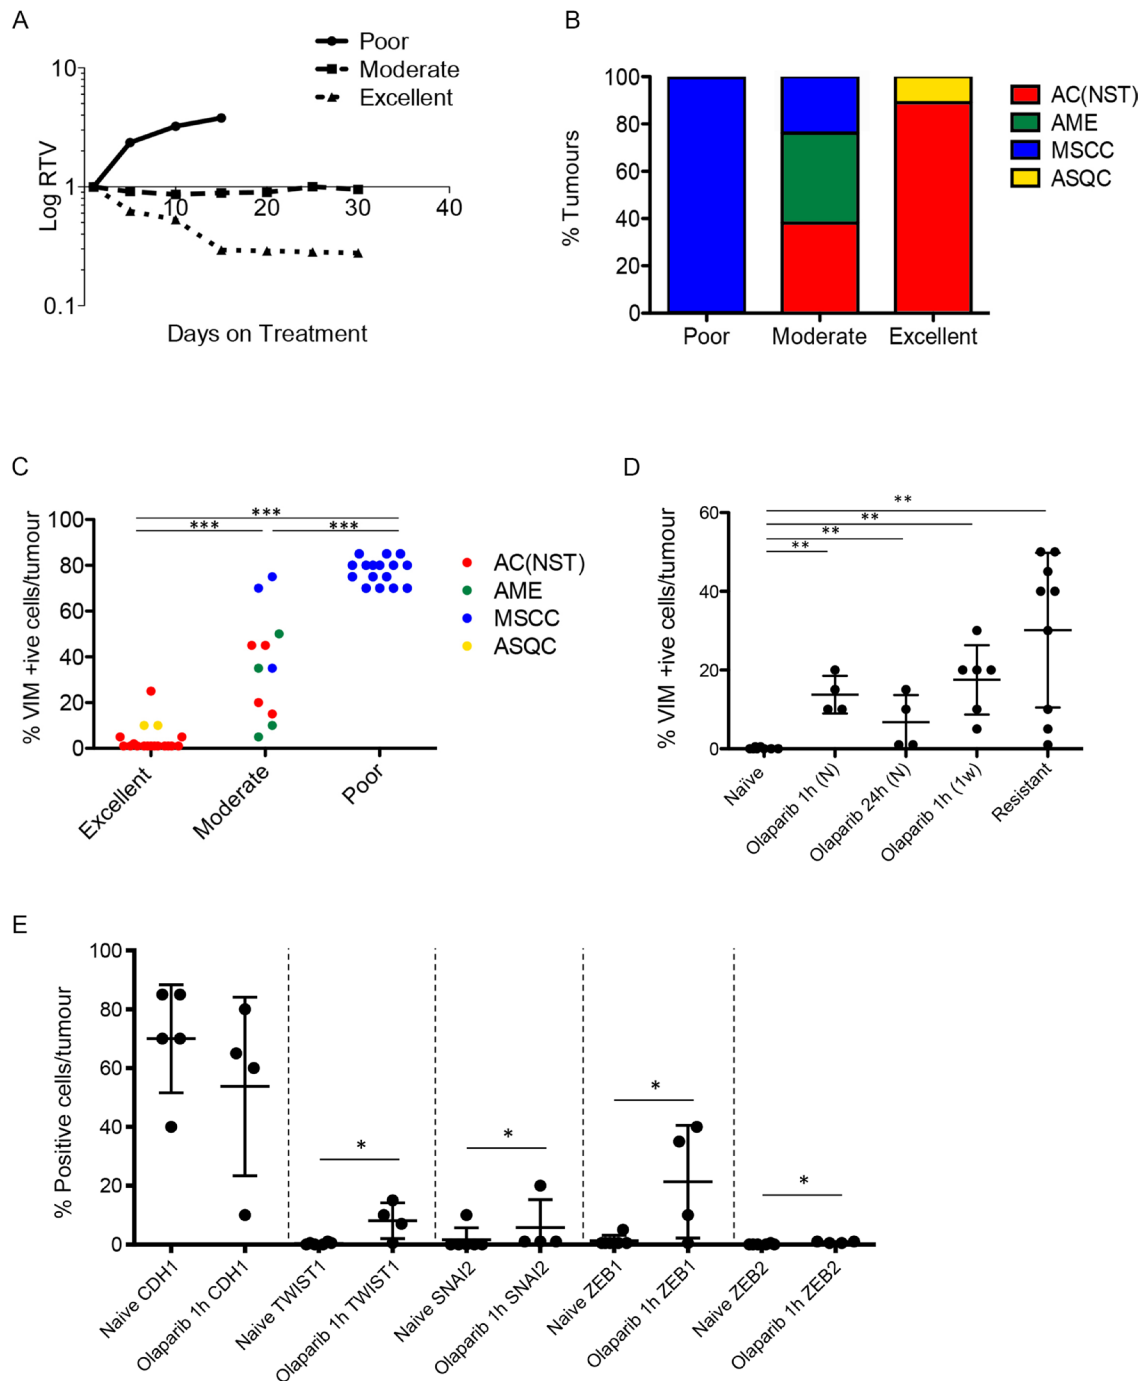 A
Poor
Moderate
Excellent
10
1
0.1
10
20
30
40
Log RTV
Days on Treatment
B
100
80
60
40
20
0
% Tumours
Poor
Moderate
Excellent
AC(NST)
AME
MSCC
ASQC
C
100
80
60
40
20
0
% VIM +ive cells/tumour
***
***
***
Excellent
Moderate
Poor
AC(NST)
AME
MSCC
ASQC
D
60
40
20
0
% VIM +ive cells/tumour
**
**
**
**
Naïve
Olaparib 1h (N)
Olaparib 24h (N)
Olaparib 1h (1w)
Resistant
E
100
80
60
40
20
0
% Positive cells/tumour
*
*
*
*
Naive CDH1
Olaparib 1h CDH1
Naive TWIST1
Olaparib 1h TWIST1
Naive SNAI2
Olaparib 1h SNAI2
Naive ZEB1
Olaparib 1h ZEB1
Naive ZEB2
Olaparib 1h ZEB2